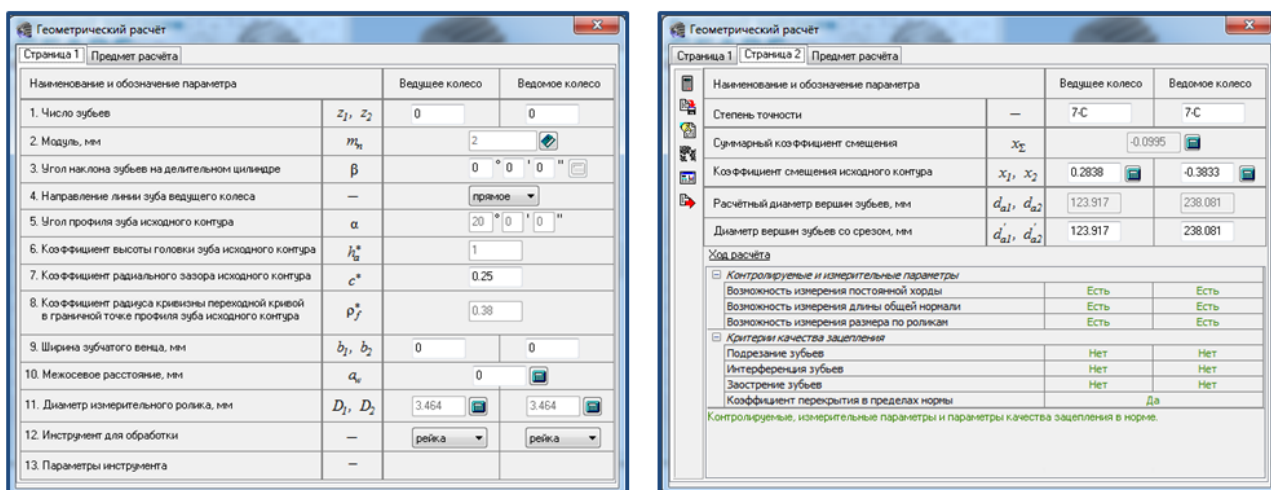 Геометрический расчёт
Страница 1 Предмет расчёта
Наименование и обозначение параметра Ведущее колесо Ведомое колесо
1. Число зубьев z1, z2 0 0
2. Модуль, мм mn 2
3. Угол наклона зубьев на делительном цилиндре β 0 ° 0 ' 0 "
4. Направление линии зуба ведущего колеса — прямое
5. Угол профиля зуба исходного контура α 20 ° 0 ' 0 "
6. Коэффициент высоты головки зуба исходного контура ha* 1
7. Коэффициент радиального зазора исходного контура c* 0.25
8. Коэффициент радиуса кривизны переходной кривой
в граничной точке профиля зуба исходного контура ρf* 0.38
9. Ширина зубчатого венца, мм b1, b2 0 0
10. Межосевое расстояние, мм aw 0
11. Диаметр измерительного ролика, мм D1, D2 3.464 3.464
12. Инструмент для обработки — рейка рейка
13. Параметры инструмента —
Геометрический расчёт
Страница 1 Страница 2 Предмет расчёта
Наименование и обозначение параметра Ведущее колесо Ведомое колесо
Степень точности — 7-C 7-C
Суммарный коэффициент смещения xΣ -0.0995
Коэффициент смещения исходного контура x1, x2 0.2838 -0.3833
Расчётный диаметр вершин зубьев, мм da1, da2 123.917 238.081
Диаметр вершин зубьев со срезом, мм d'a1, d'a2 123.917 238.081
Ход расчёта
Контролируемые и измерительные параметры
Возможность измерения постоянной хорды Есть Есть
Возможность измерения длины общей нормали Есть Есть
Возможность измерения размера по роликам Есть Есть
Критерии качества зацепления
Подрезание зубьев Нет Нет
Интерференция зубьев Нет Нет
Заострение зубьев Нет Нет
Коэффициент перекрытия в пределах нормы Да
Контролируемые, измерительные параметры и параметры качества зацепления в норме.